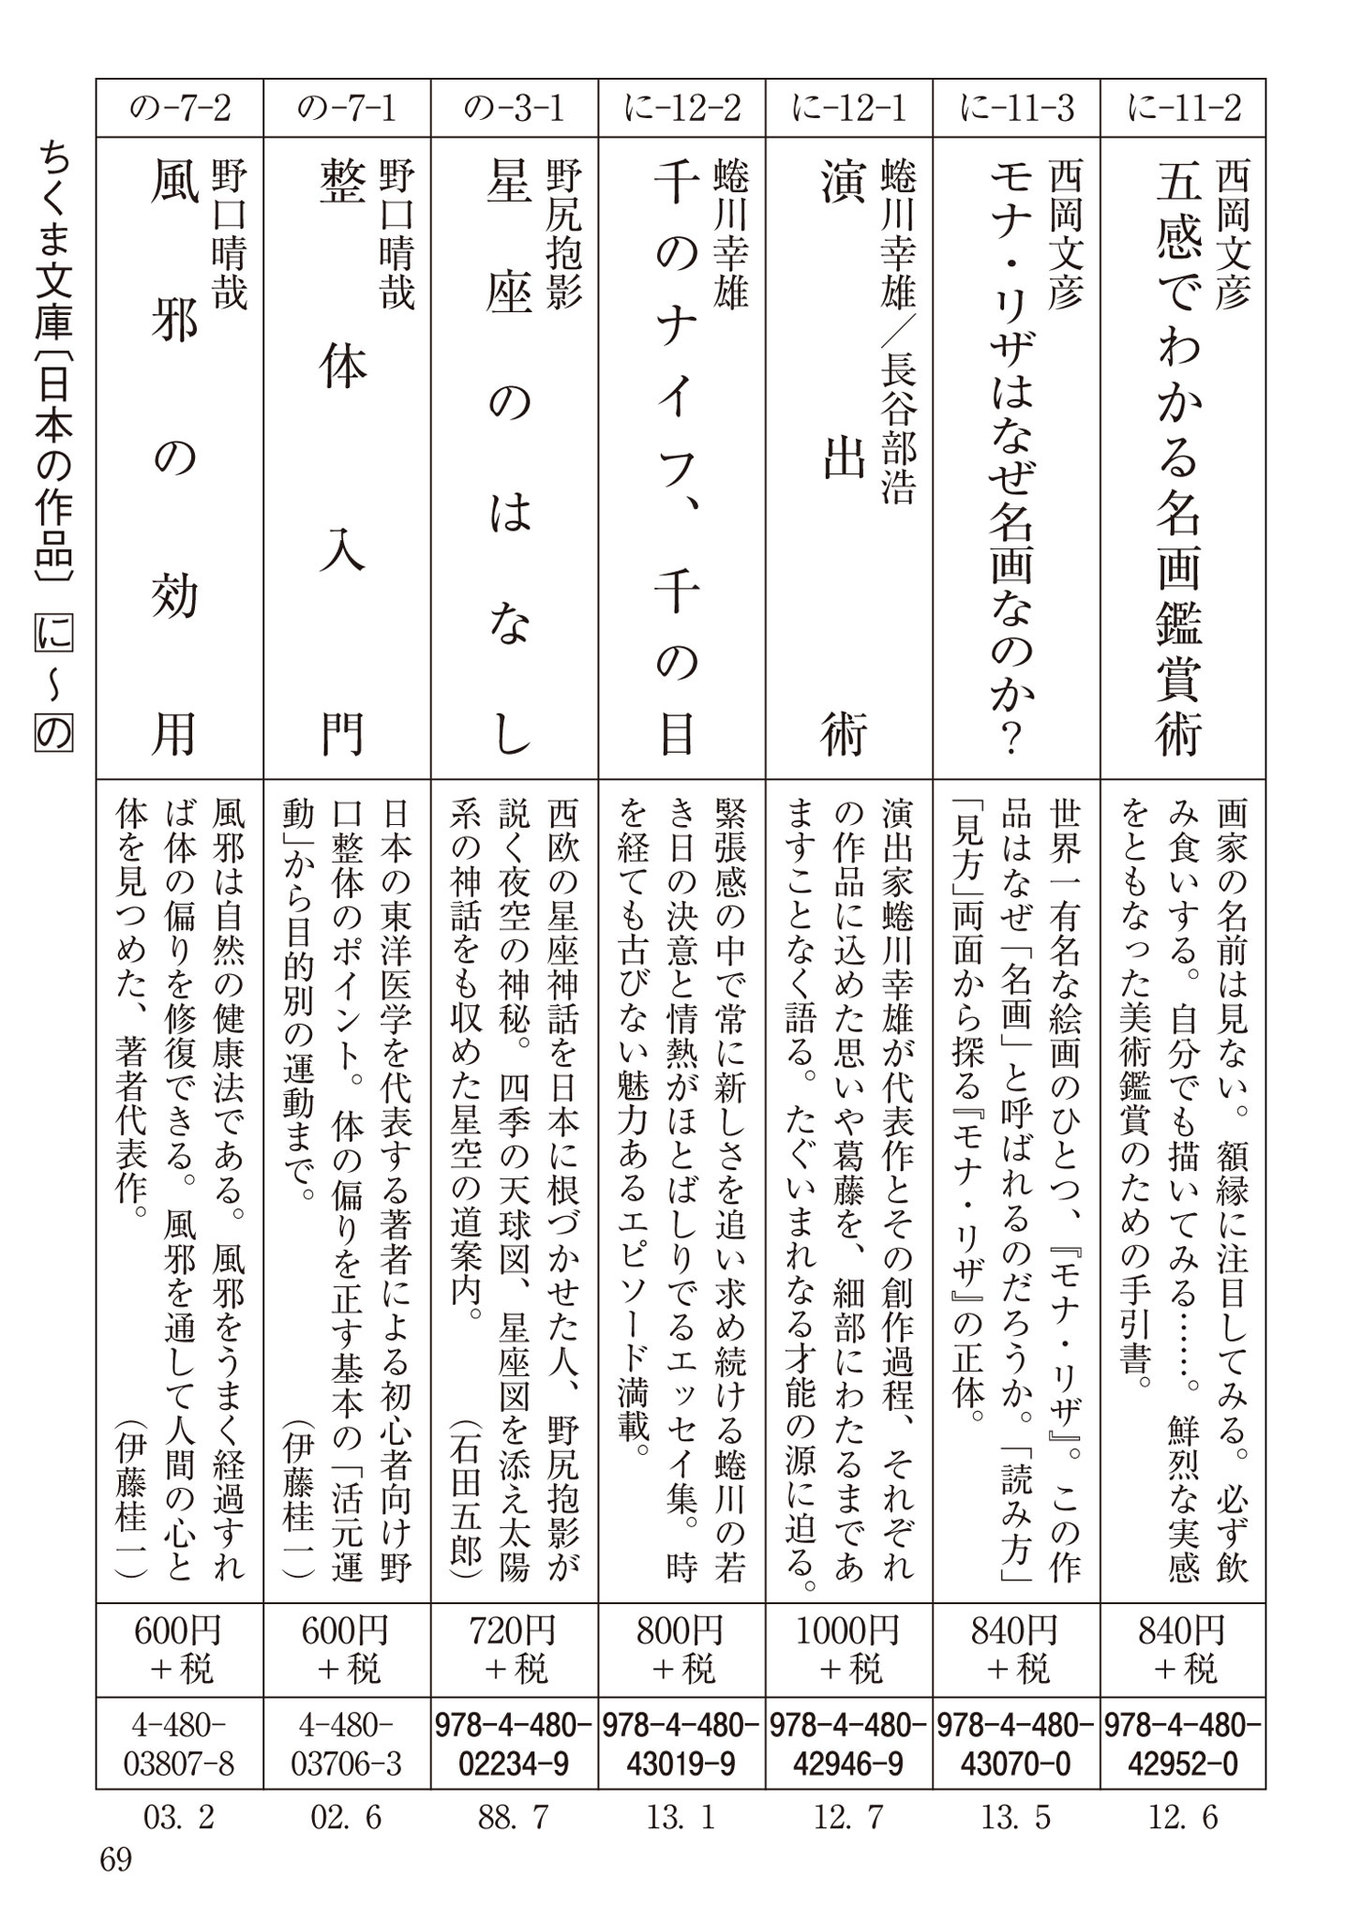 に-11-2
西岡文彦
五感でわかる名画鑑賞術
画家の名前は見ない。額縁に注目してみる。必ず飲
み食いする。自分でも描いてみる……。鮮烈な実感
をともなった美術鑑賞のための手引書。
840円
+税
978-4-480-
42952-0
12. 6
に-11-3
西岡文彦
モナ・リザはなぜ名画なのか?
世界一有名な絵画のひとつ、『モナ・リザ』。この作
品はなぜ「名画」と呼ばれるのだろうか。「読み方」
「見方」両面から探る『モナ・リザ』の正体。
840円
+税
978-4-480-
43070-0
13. 5
に-12-1
蜷川幸雄/長谷部浩
演出術
演出家蜷川幸雄が代表作とその創作過程、それぞれ
の作品に込めた思いや葛藤を、細部にわたるまであ
ますことなく語る。たぐいまれなる才能の源に迫る。
1000円
+税
978-4-480-
42946-9
12. 7
に-12-2
蜷川幸雄
千のナイフ、千の目
緊張感の中で常に新しさを追い求め続ける蜷川の若
き日の決意と情熱がほとばしりでるエッセイ集。時
を経ても古びない魅力あるエピソード満載。
800円
+税
978-4-480-
43019-9
13. 1
の-3-1
野尻抱影
星座のはなし
西欧の星座神話を日本に根づかせた人、野尻抱影が
説く夜空の神秘。四季の天球図、星座図を添え太陽
系の神話をも収めた星空の道案内。(石田五郎)
720円
+税
978-4-480-
02234-9
88. 7
の-7-1
野口晴哉
整体入門
日本の東洋医学を代表する著者による初心者向け野
口整体のポイント。体の偏りを正す基本の「活元運
動」から目的別の運動まで。(伊藤桂一)
600円
+税
4-480-
03706-3
02. 6
の-7-2
野口晴哉
風邪の効用
風邪は自然の健康法である。風邪をうまく経過すれ
ば体の偏りを修復できる。風邪を通して人間の心と
体を見つめた、著者代表作。(伊藤桂一)
600円
+税
4-480-
03807-8
03. 2
ちくま文庫〔日本の作品〕 に〜の
69